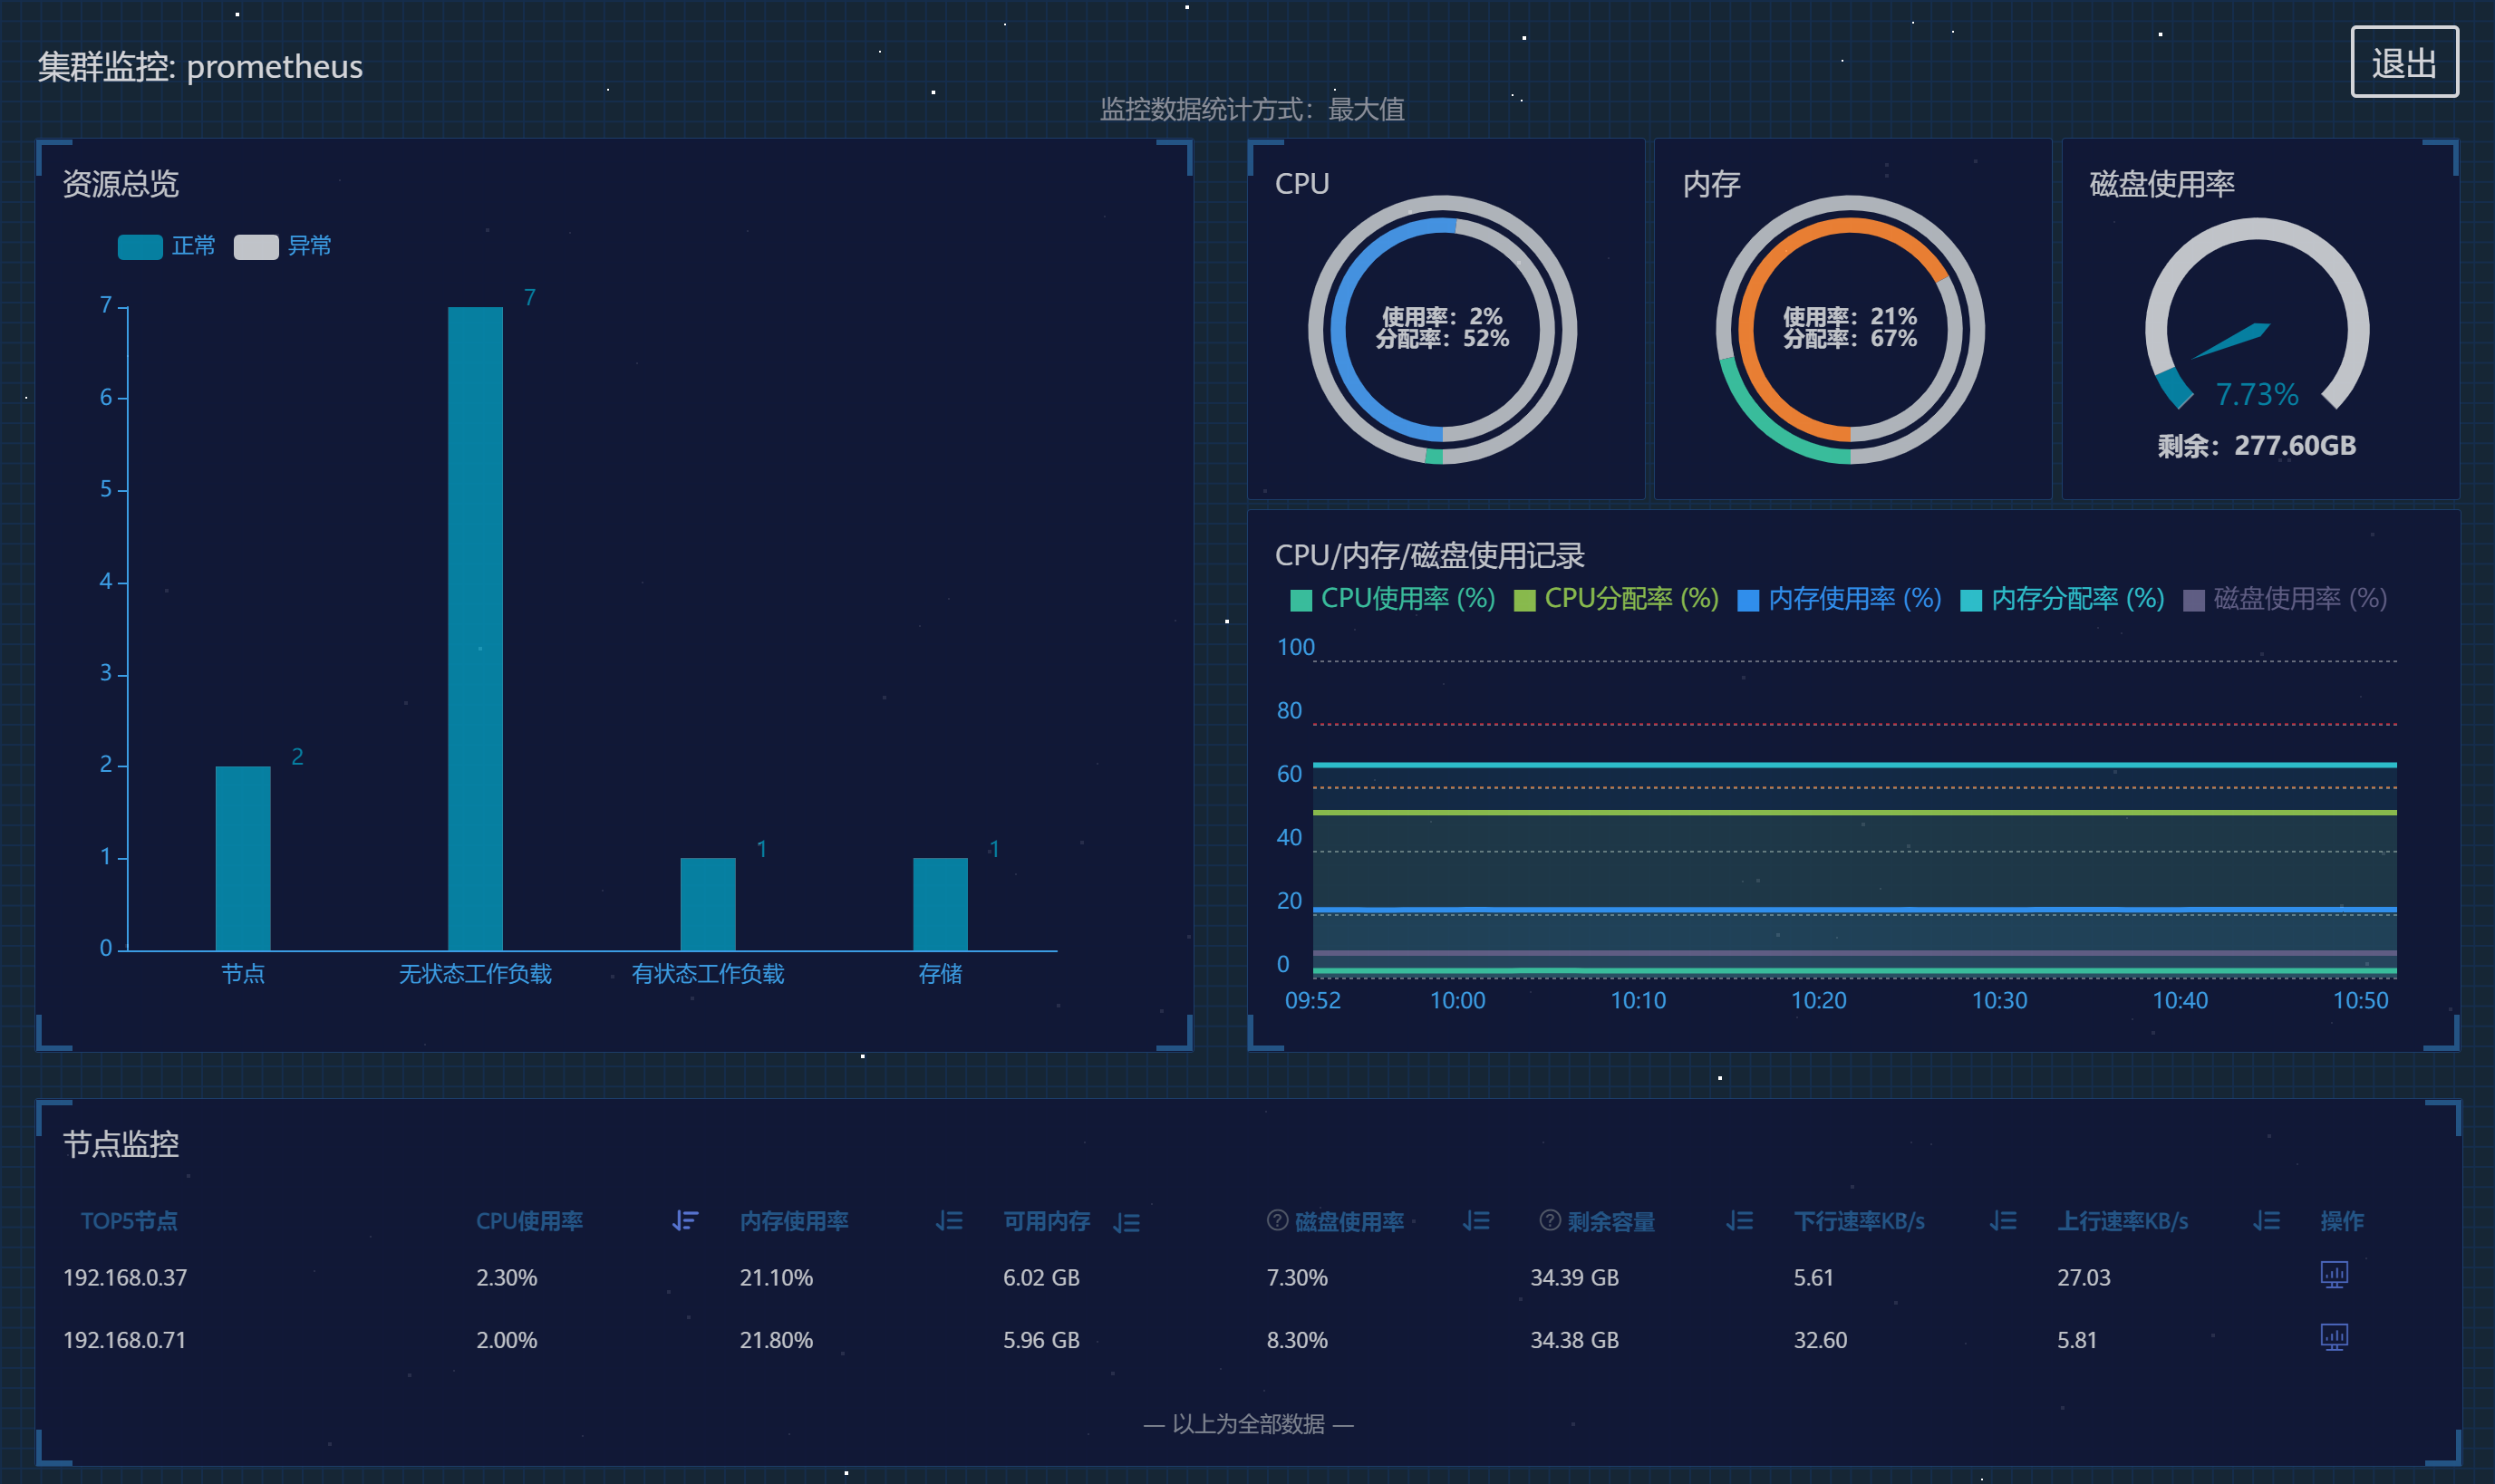 集群监控: prometheus
退出
监控数据统计方式：最大值
资源总览
正常 异常
7
6
5
4
3
2
1
0
2
7
1
1
节点 无状态工作负载 有状态工作负载 存储
CPU
使用率：2%
分配率：52%
内存
使用率：21%
分配率：67%
磁盘使用率
7.73%
剩余：277.60GB
CPU/内存/磁盘使用记录
CPU使用率 (%) CPU分配率 (%) 内存使用率 (%) 内存分配率 (%) 磁盘使用率 (%)
100
80
60
40
20
0
09:52 10:00 10:10 10:20 10:30 10:40 10:50
节点监控
TOP5节点 CPU使用率 内存使用率 可用内存 ? 磁盘使用率 ? 剩余容量 下行速率KB/s 上行速率KB/s 操作
192.168.0.37 2.30% 21.10% 6.02 GB 7.30% 34.39 GB 5.61 27.03
192.168.0.71 2.00% 21.80% 5.96 GB 8.30% 34.38 GB 32.60 5.81
— 以上为全部数据 —